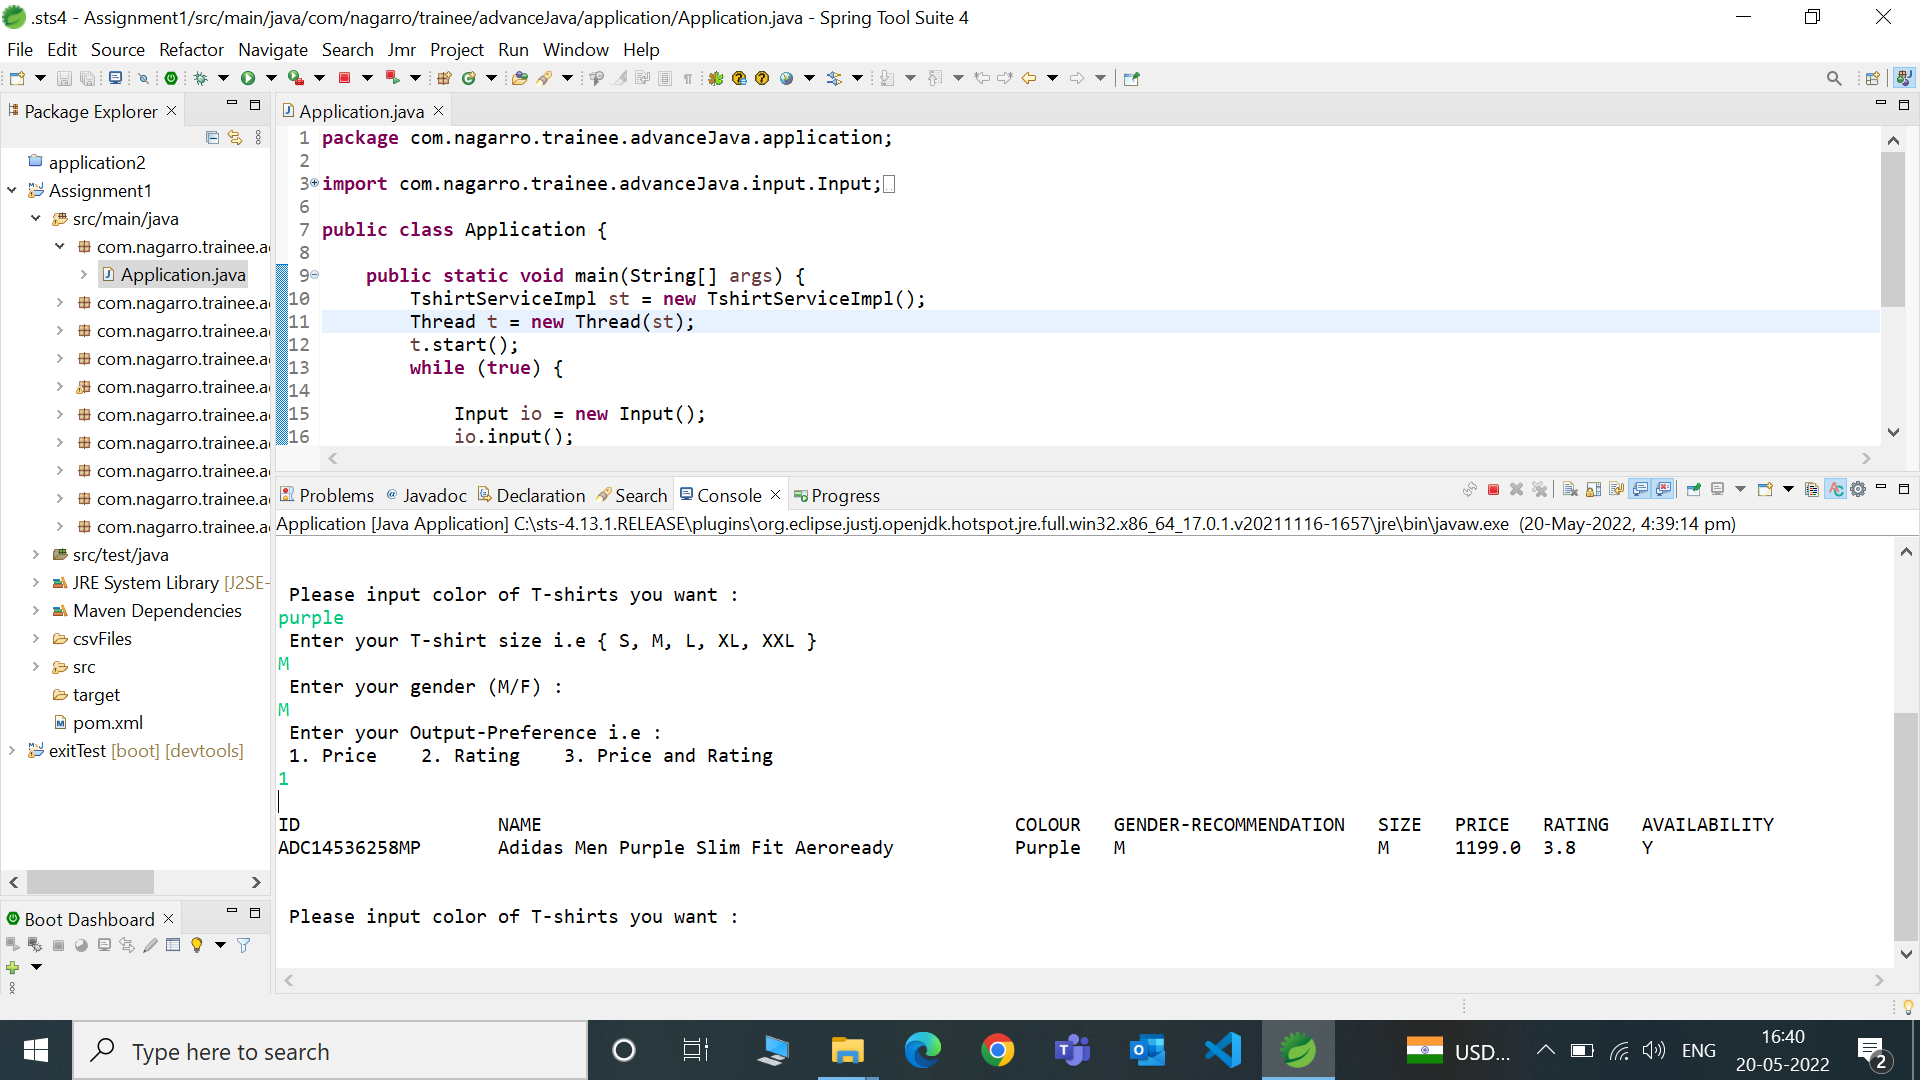 .sts4 - Assignment1/src/main/java/com/nagarro/trainee/advanceJava/application/Application.java - Spring Tool Suite 4
File Edit Source Refactor Navigate Search Jmr Project Run Window Help
Package Explorer
application2
Assignment1
src/main/java
com.nagarro.trainee.a
Application.java
com.nagarro.trainee.a
com.nagarro.trainee.a
com.nagarro.trainee.a
com.nagarro.trainee.a
com.nagarro.trainee.a
com.nagarro.trainee.a
com.nagarro.trainee.a
com.nagarro.trainee.a
com.nagarro.trainee.a
src/test/java
JRE System Library [J2SE-
Maven Dependencies
csvFiles
src
target
pom.xml
exitTest [boot] [devtools]
Boot Dashboard
Application.java
1 package com.nagarro.trainee.advanceJava.application;
2
3 import com.nagarro.trainee.advanceJava.input.Input;
6
7 public class Application {
8
9 public static void main(String[] args) {
10 TshirtServiceImpl st = new TshirtServiceImpl();
11 Thread t = new Thread(st);
12 t.start();
13 while (true) {
14
15 Input io = new Input();
16 io.input();
Problems Javadoc Declaration Search Console Progress
Application [Java Application] C:\sts-4.13.1.RELEASE\plugins\org.eclipse.justj.openjdk.hotspot.jre.full.win32.x86_64_17.0.1.v20211116-1657\jre\bin\javaw.exe (20-May-2022, 4:39:14 pm)
Please input color of T-shirts you want :
purple
Enter your T-shirt size i.e { S, M, L, XL, XXL }
M
Enter your gender (M/F) :
M
Enter your Output-Preference i.e :
1. Price 2. Rating 3. Price and Rating
1
ID NAME COLOUR GENDER-RECOMMENDATION SIZE PRICE RATING AVAILABILITY
ADC14536258MP Adidas Men Purple Slim Fit Aeroready Purple M M 1199.0 3.8 Y
Please input color of T-shirts you want :
Type here to search
USD...
ENG
16:40
20-05-2022
2